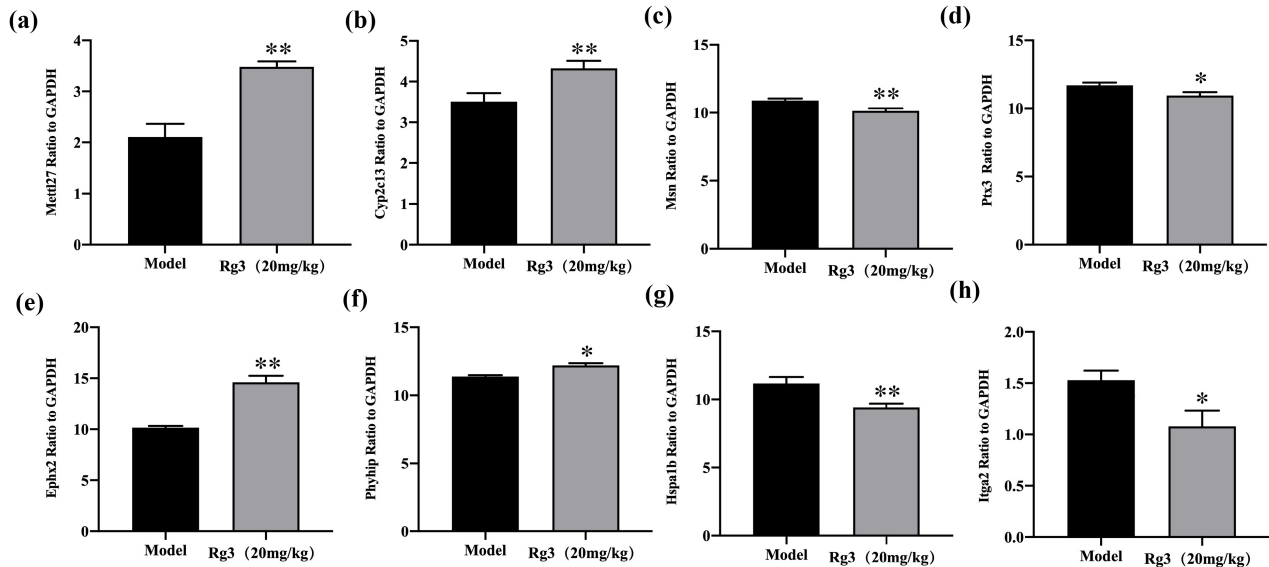 (a)
Mettl27 Ratio to GAPDH
4
3
2
1
0
**
Model
Rg3（20mg/kg）
(b)
Cyp2c13 Ratio to GAPDH
5
4
3
2
1
0
**
Model
Rg3（20mg/kg）
(c)
Msn Ratio to GAPDH
15
10
5
0
**
Model
Rg3（20mg/kg）
(d)
Ptx3 Ratio to GAPDH
15
10
5
0
*
Model
Rg3（20mg/kg）
(e)
Ephx2 Ratio to GAPDH
20
15
10
5
0
**
Model
Rg3（20mg/kg）
(f)
Phyhip Ratio to GAPDH
15
10
5
0
*
Model
Rg3（20mg/kg）
(g)
Hspa1b Ratio to GAPDH
15
10
5
0
**
Model
Rg3（20mg/kg）
(h)
Itga2 Ratio to GAPDH
2.0
1.5
1.0
0.5
0.0
*
Model
Rg3（20mg/kg）